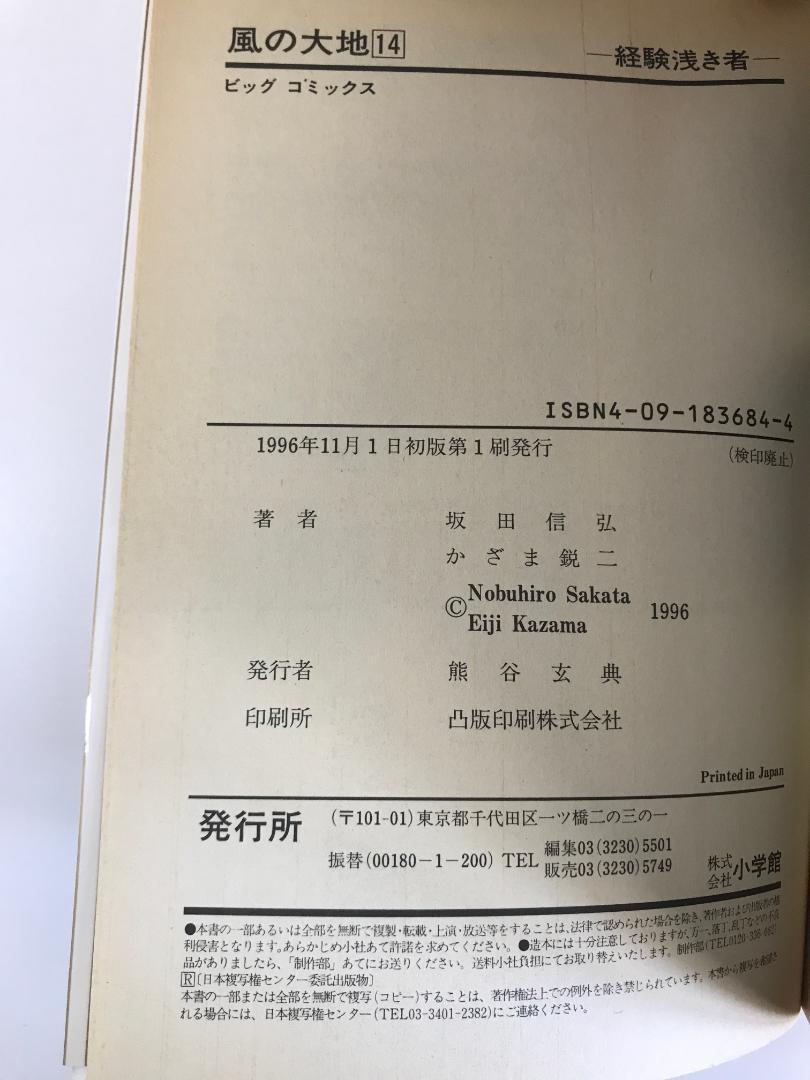 風の大地14
―経験浅き者―
ビッグ コミックス
ISBN4-09-183684-4
1996年11月1日初版第1刷発行
(検印廃止)
著者 坂田信弘
かざま鋭二
©Nobuhiro Sakata
Eiji Kazama 1996
発行者 熊谷玄典
印刷所 凸版印刷株式会社
Printed in Japan
発行所 (〒101-01)東京都千代田区一ツ橋二の三の一
振替(00180-1-200) TEL 編集03(3230)5501
販売03(3230)5749
株式会社 小学館
●本書の一部あるいは全部を無断で複製・転載・上演・放送等をすることは、法律で認められた場合を除き、著作者および出版者の権
利侵害となります。あらかじめ小社あて許諾を求めてください。●造本には十分注意しておりますが、万一、落丁、乱丁などの不良
品がありましたら、「制作部」あてにお送りください。送料小社負担にてお取り替えいたします。制作部(TEL0120-336-082)
R〔日本複写権センター委託出版物〕
本書の一部または全部を無断で複写(コピー)することは、著作権法上での例外を除き禁じられています。本書から複写を希望さ
れる場合には、日本複写権センター(TEL03-3401-2382)にご連絡ください。